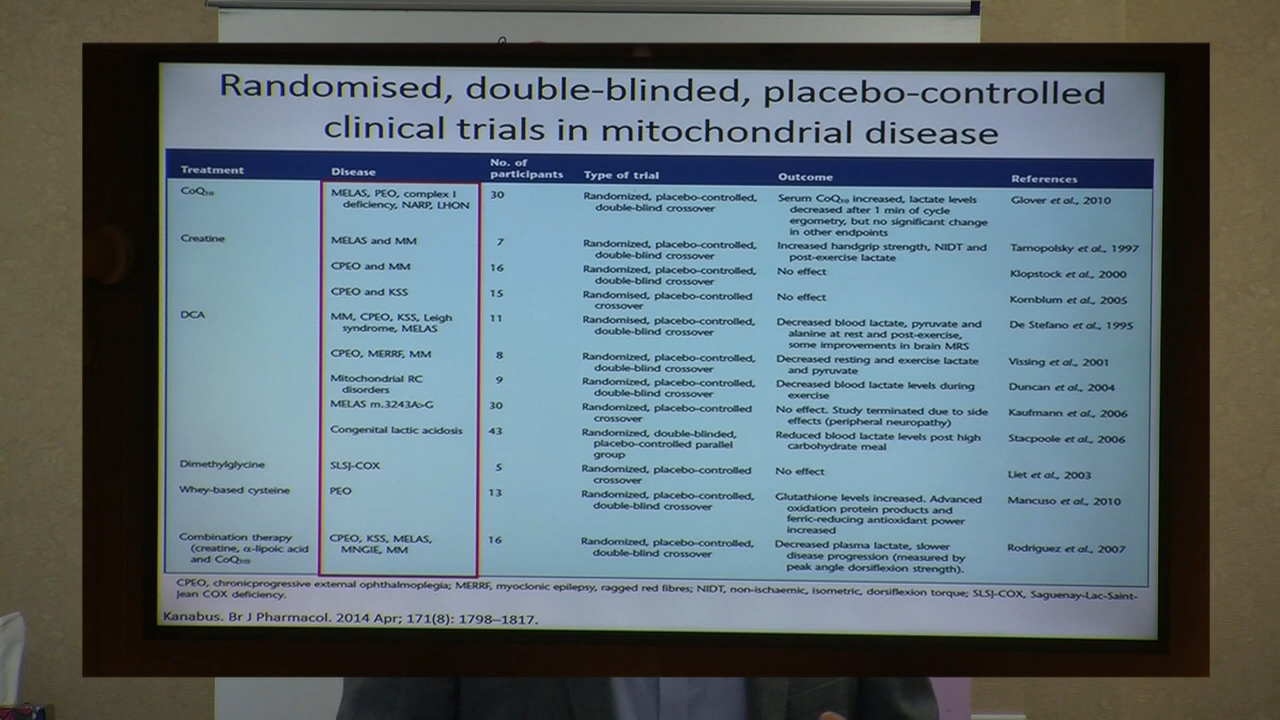 Randomised, double-blinded, placebo-controlled
clinical trials in mitochondrial disease
Treatment Disease No. of participants Type of trial Outcome References
CoQ₁₀ MELAS, PEO, complex I 30 Randomized, placebo-controlled, Serum CoQ₁₀ increased, lactate levels Glover et al., 2010
deficiency, NARP, LHON double-blind crossover decreased after 1 min of cycle
ergometry, but no significant change
in other endpoints
Creatine MELAS and MM 7 Randomized, placebo-controlled, Increased handgrip strength, NIDT and Tarnopolsky et al., 1997
double-blind crossover post-exercise lactate
CPEO and MM 16 Randomized, placebo-controlled, No effect Klopstock et al., 2000
double-blind crossover
CPEO and KSS 15 Randomised, placebo-controlled No effect Kornblum et al., 2005
crossover
DCA MM, CPEO, KSS, Leigh 11 Randomised, placebo-controlled, Decreased blood lactate, pyruvate and De Stefano et al., 1995
syndrome, MELAS double-blind crossover alanine at rest and post-exercise,
some improvements in brain MRS
CPEO, MERRF, MM 8 Randomized, placebo-controlled, Decreased resting and exercise lactate Vissing et al., 2001
double-blind crossover and pyruvate
Mitochondrial RC 9 Randomized, placebo-controlled, Decreased blood lactate levels during Duncan et al., 2004
disorders double-blind crossover exercise
MELAS m.3243A>G 30 Randomized, placebo-controlled No effect. Study terminated due to side Kaufmann et al., 2006
crossover effects (peripheral neuropathy)
Congenital lactic acidosis 43 Randomized, double-blinded, Reduced blood lactate levels post high Stacpoole et al., 2006
placebo-controlled parallel carbohydrate meal
group
Dimethylglycine SLSJ-COX 5 Randomized, placebo-controlled No effect Liet et al., 2003
crossover
Whey-based cysteine PEO 13 Randomized, placebo-controlled, Glutathione levels increased. Advanced Mancuso et al., 2010
double-blind crossover oxidation protein products and
ferric-reducing antioxidant power
increased
Combination therapy CPEO, KSS, MELAS, 16 Randomized, placebo-controlled, Decreased plasma lactate, slower Rodriguez et al., 2007
(creatine, α-lipoic acid MNGIE, MM double-blind crossover disease progression (measured by
and CoQ₁₀) peak angle dorsiflexion strength).
CPEO, chronicprogressive external ophthalmoplegia; MERRF, myoclonic epilepsy, ragged red fibres; NIDT, non-ischaemic, isometric, dorsiflexion torque; SLSJ-COX, Saguenay-Lac-Saint-
Jean COX deficiency.
Kanabus. Br J Pharmacol. 2014 Apr; 171(8): 1798–1817.